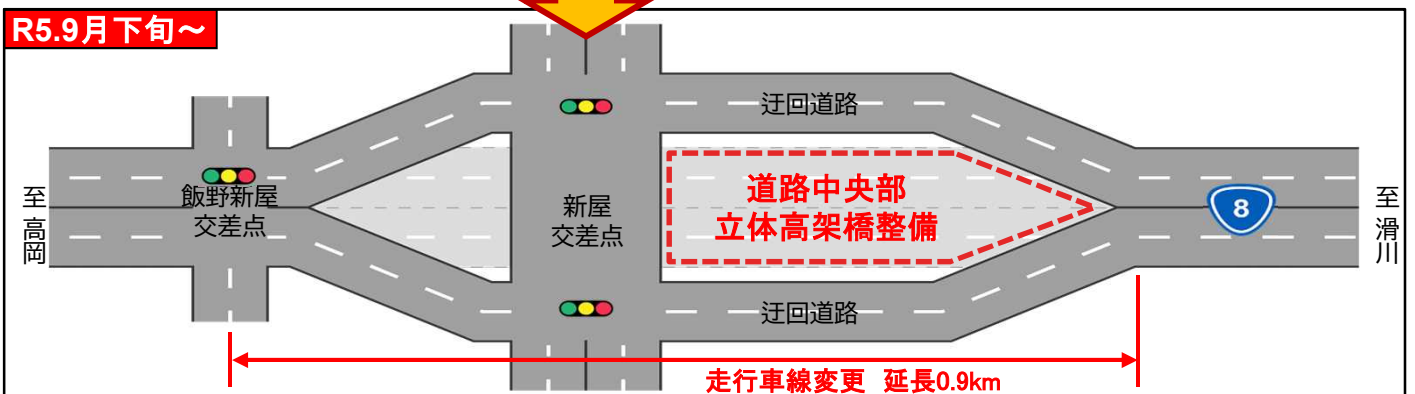 R5.9月下旬～
迂回道路
至 高岡
飯野新屋
交差点
新屋
交差点
道路中央部
立体高架橋整備
8
至 滑川
迂回道路
走行車線変更 延長0.9km